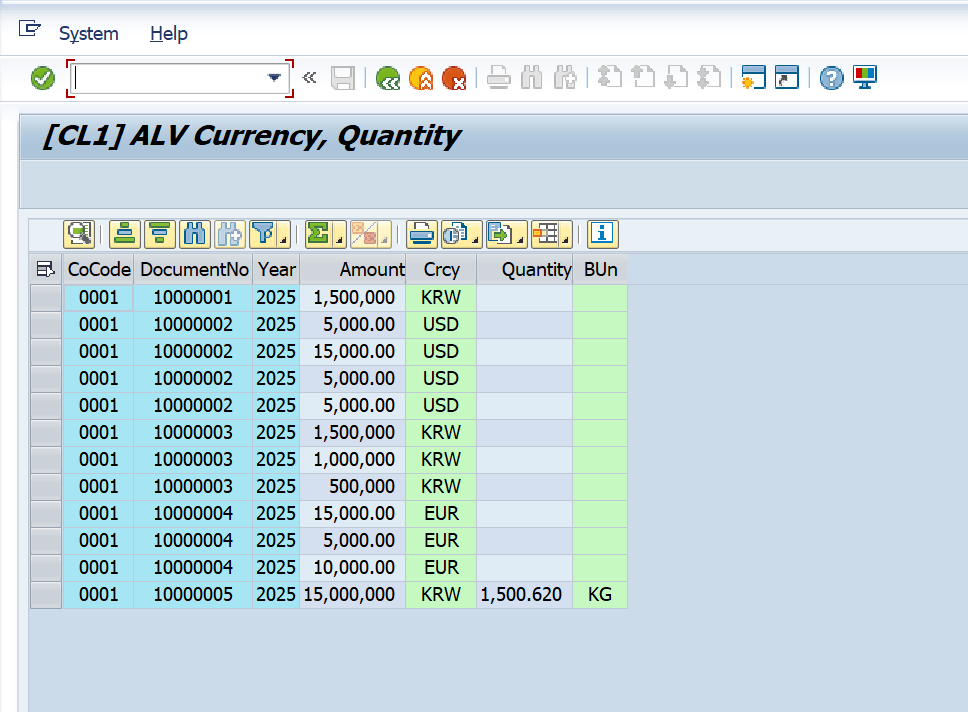 System Help
[CL1] ALV Currency, Quantity
CoCode DocumentNo Year Amount Crcy Quantity BUn
0001 10000001 2025 1,500,000 KRW
0001 10000002 2025 5,000.00 USD
0001 10000002 2025 15,000.00 USD
0001 10000002 2025 5,000.00 USD
0001 10000002 2025 5,000.00 USD
0001 10000003 2025 1,500,000 KRW
0001 10000003 2025 1,000,000 KRW
0001 10000003 2025 500,000 KRW
0001 10000004 2025 15,000.00 EUR
0001 10000004 2025 5,000.00 EUR
0001 10000004 2025 10,000.00 EUR
0001 10000005 2025 15,000,000 KRW 1,500.620 KG